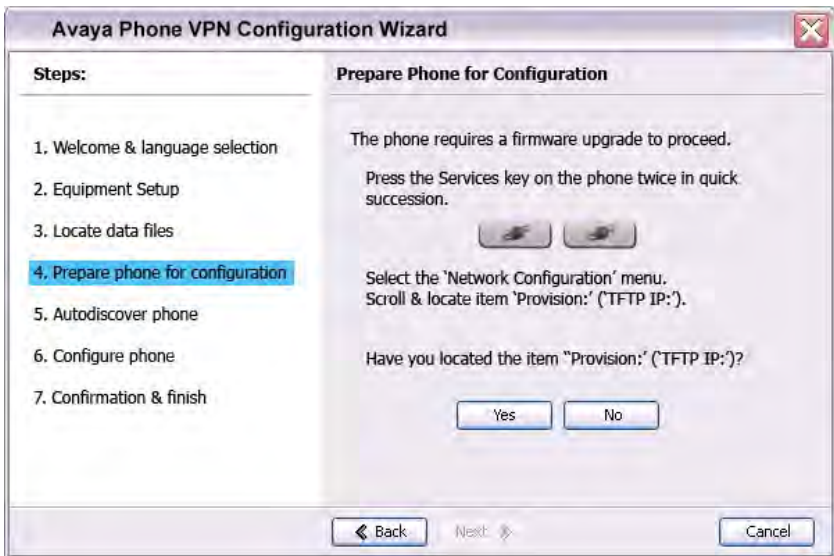 Avaya Phone VPN Configuration Wizard
Steps:
1. Welcome & language selection
2. Equipment Setup
3. Locate data files
4. Prepare phone for configuration
5. Autodiscover phone
6. Configure phone
7. Confirmation & finish
Prepare Phone for Configuration
The phone requires a firmware upgrade to proceed.
Press the Services key on the phone twice in quick
succession.
Select the 'Network Configuration' menu.
Scroll & locate item 'Provision:' ('TFTP IP:').
Have you located the item "Provision:' ('TFTP IP:')?
Yes
No
Back
Next
Cancel